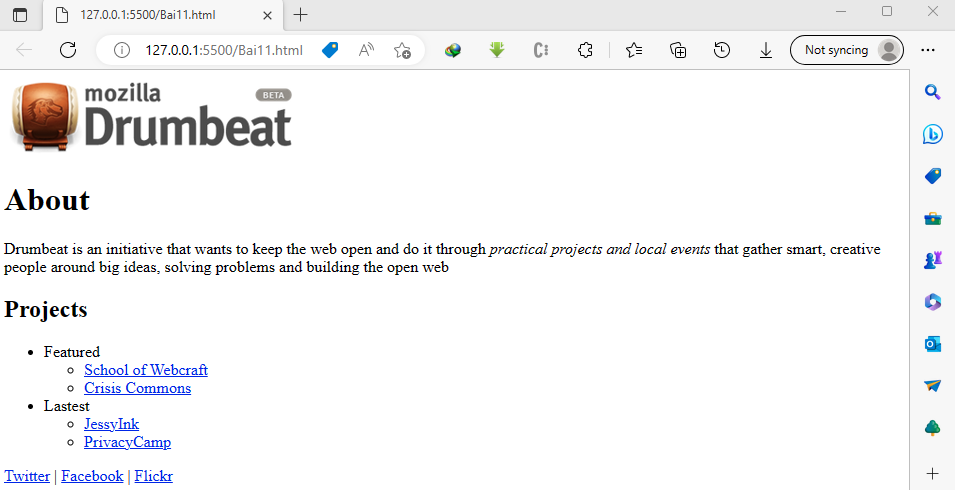 127.0.0.1:5500/Bai11.html
127.0.0.1:5500/Bai11.html
Not syncing
mozilla
BETA
Drumbeat
About
Drumbeat is an initiative that wants to keep the web open and do it through practical projects and local events that gather smart, creative
people around big ideas, solving problems and building the open web
Projects
Featured
School of Webcraft
Crisis Commons
Lastest
JessyInk
PrivacyCamp
Twitter | Facebook | Flickr